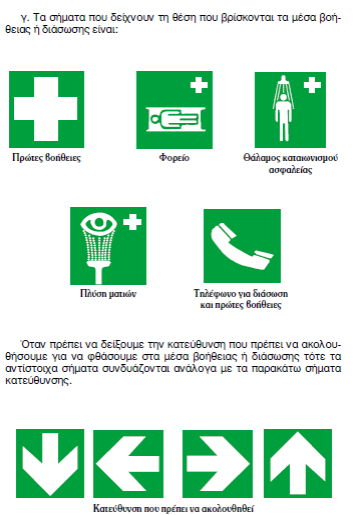 γ. Τα σήματα που δείχνουν τη θέση που βρίσκονται τα μέσα βοή-
θειας ή διάσωσης είναι:
Πρώτες βοήθειες
Φορείο
Θάλαμος καταιωνισμού
ασφαλείας
Πλύση ματιών
Τηλέφωνο για διάσωση
και πρώτες βοήθειες
Όταν πρέπει να δείξουμε την κατεύθυνση που πρέπει να ακολου-
θήσουμε για να φθάσουμε στα μέσα βοήθειας ή διάσωσης τότε τα
αντίστοιχα σήματα συνδυάζονται ανάλογα με τα παρακάτω σήματα
κατεύθυνσης.
Κατεύθυνση που πρέπει να ακολουθηθεί